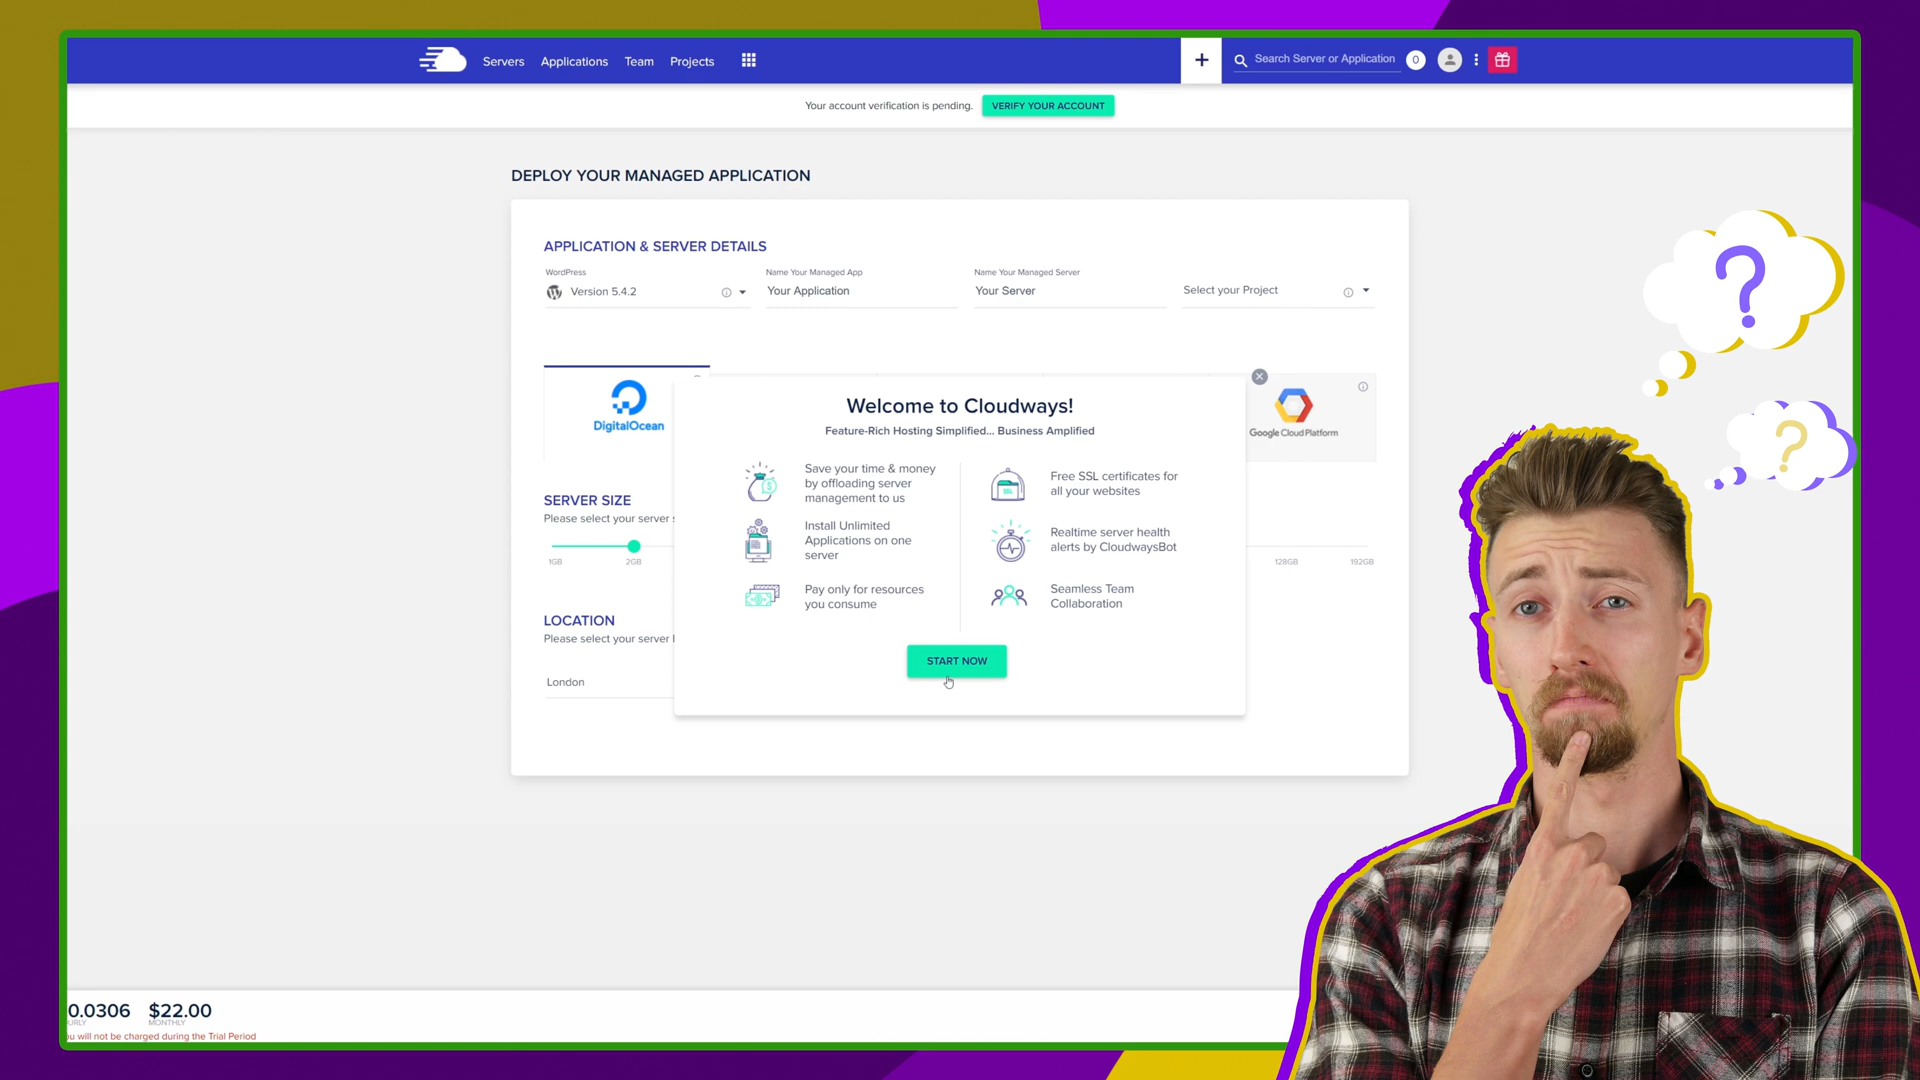 Servers Applications Team Projects
+
Search Server or Application
0
Your account verification is pending.
VERIFY YOUR ACCOUNT
DEPLOY YOUR MANAGED APPLICATION
APPLICATION & SERVER DETAILS
WordPress
Version 5.4.2
Name Your Managed App
Your Application
Name Your Managed Server
Your Server
Select your Project
DigitalOcean
Google Cloud Platform
Welcome to Cloudways!
Feature-Rich Hosting Simplified... Business Amplified
Save your time & money
by offloading server
management to us
Install Unlimited
Applications on one
server
Pay only for resources
you consume
Free SSL certificates for
all your websites
Realtime server health
alerts by CloudwaysBot
Seamless Team
Collaboration
START NOW
SERVER SIZE
Please select your server
1GB 2GB 128GB 192GB
LOCATION
Please select your server
London
0.0306 $22.00
URLY MONTHLY
ou will not be charged during the Trial Period
?
?